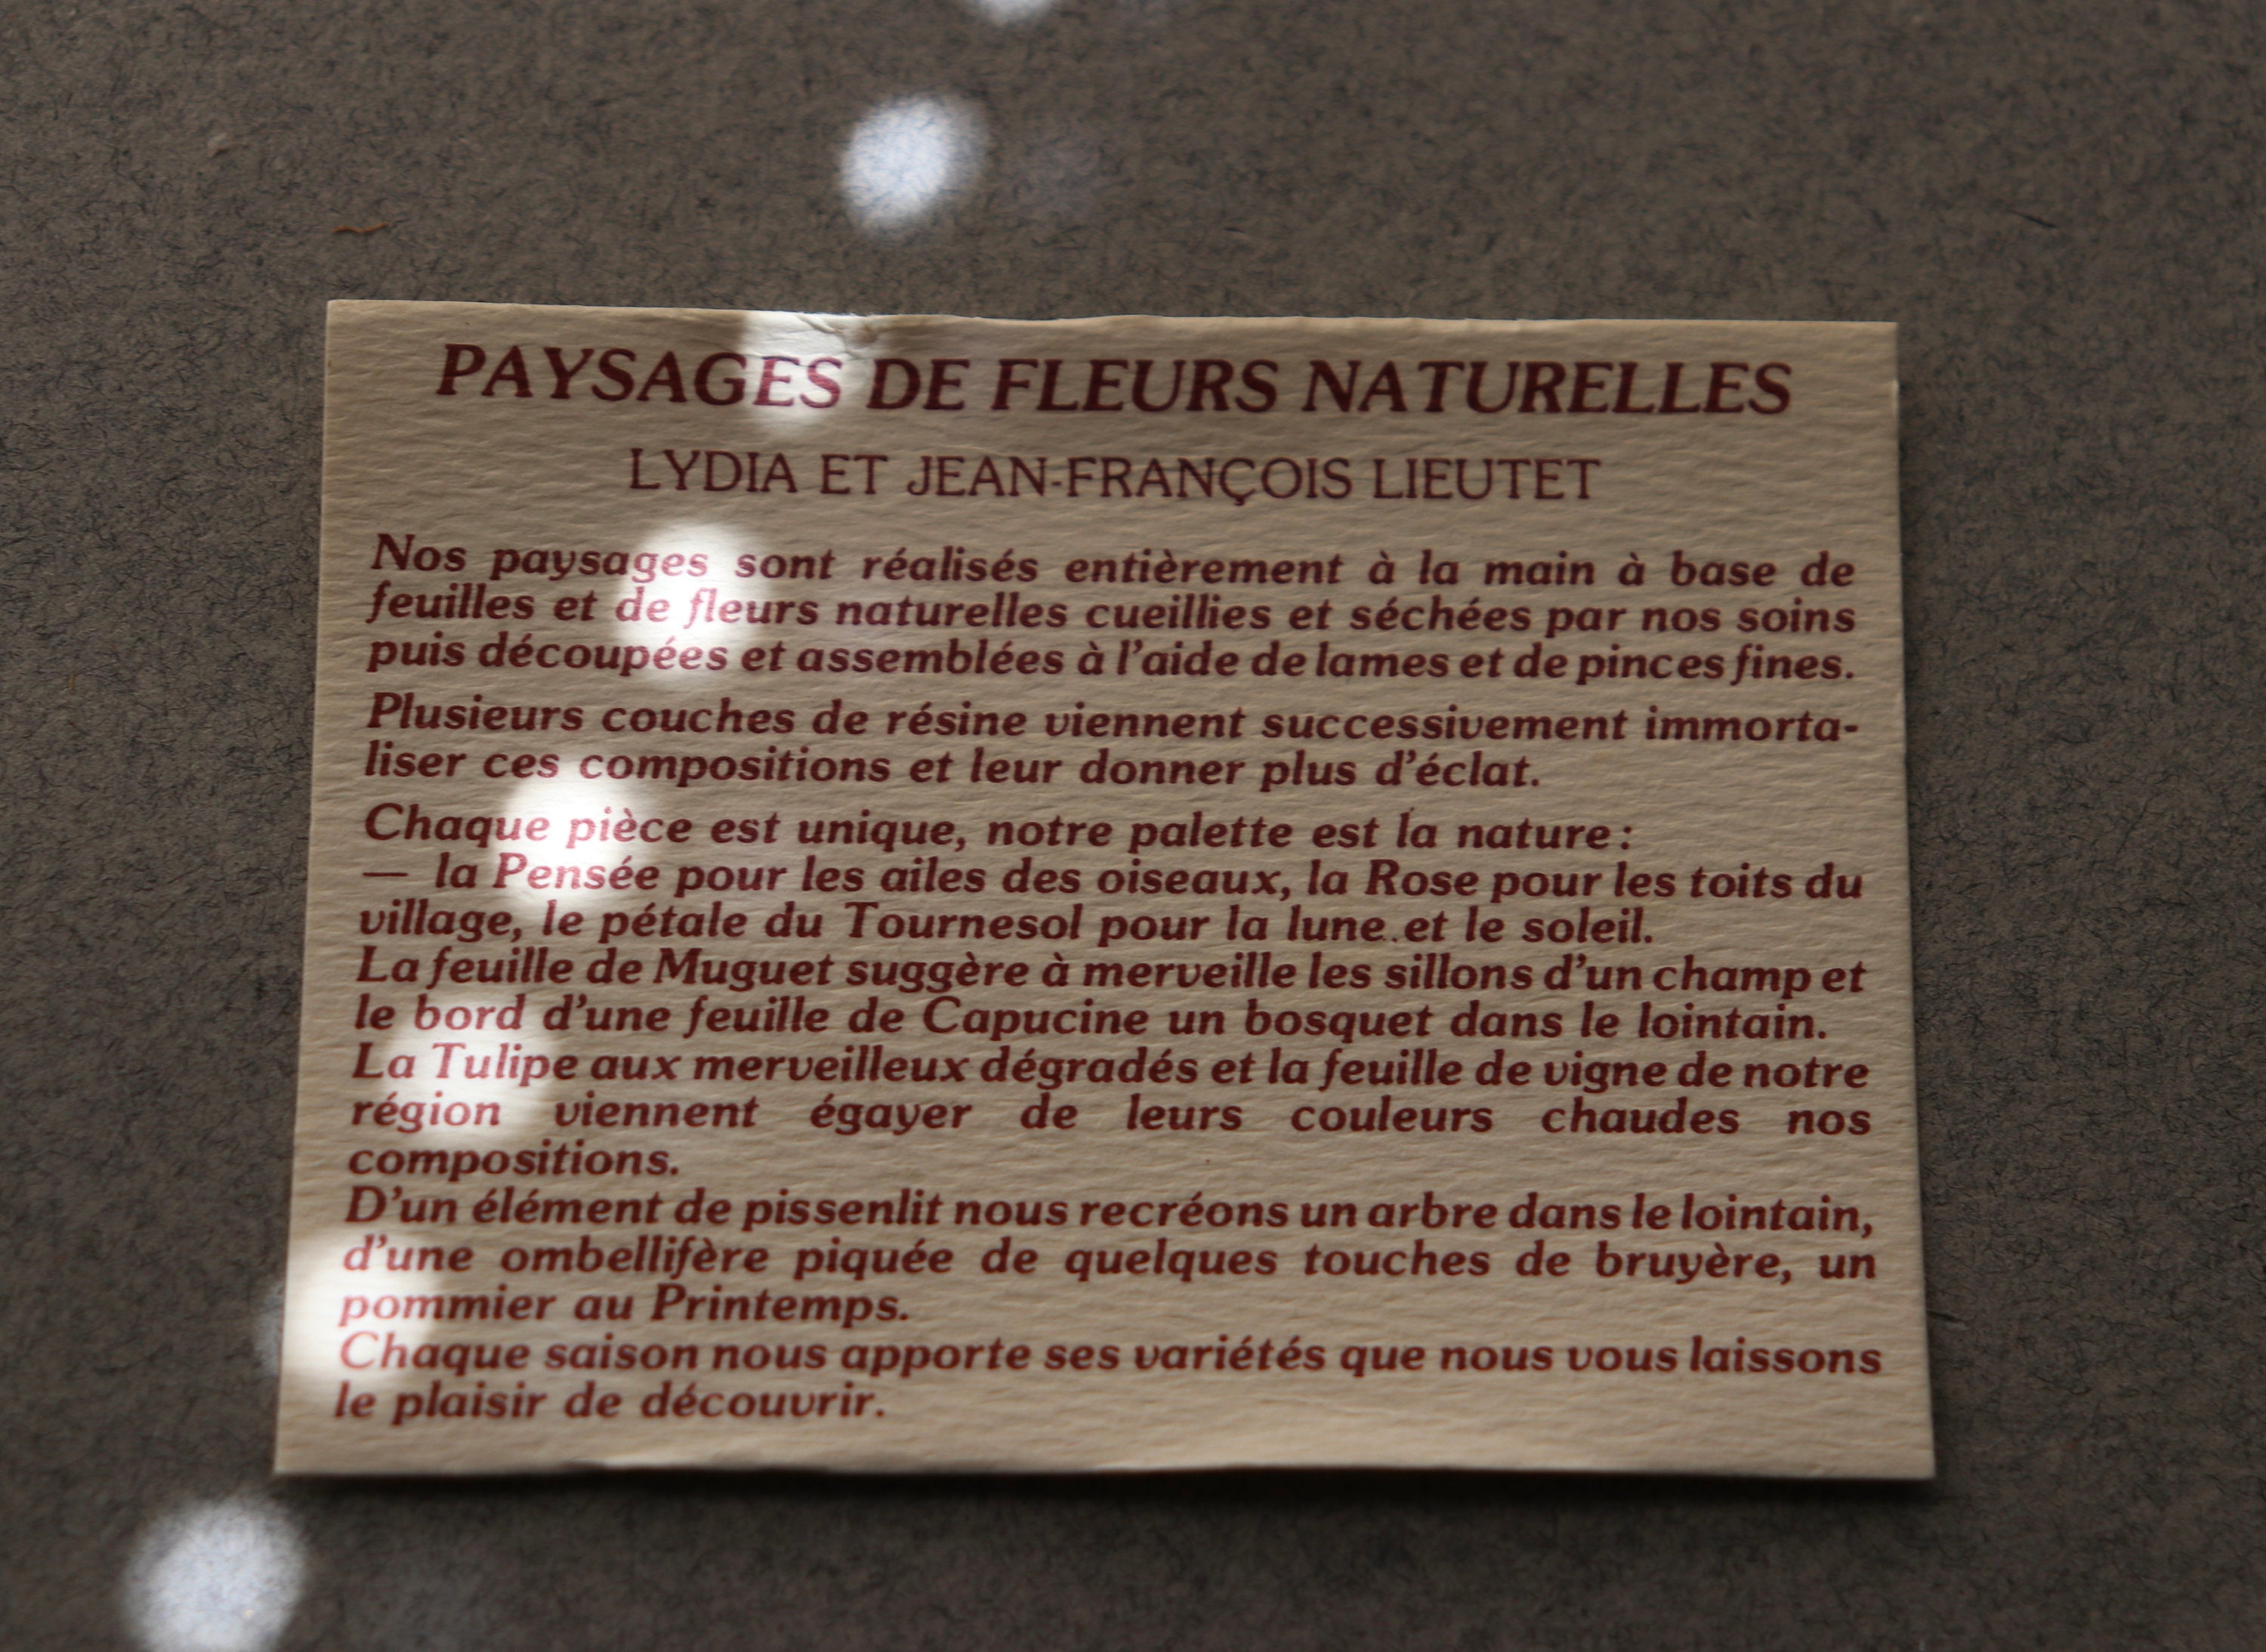 PAYSAGES DE FLEURS NATURELLES
LYDIA ET JEAN-FRANÇOIS LIEUTET
Nos paysages sont réalisés entièrement à la main à base de
feuilles et de fleurs naturelles cueillies et séchées par nos soins
puis découpées et assemblées à l'aide de lames et de pinces fines.
Plusieurs couches de résine viennent successivement immorta-
liser ces compositions et leur donner plus d'éclat.
Chaque pièce est unique, notre palette est la nature :
— la Pensée pour les ailes des oiseaux, la Rose pour les toits du
village, le pétale du Tournesol pour la lune et le soleil.
La feuille de Muguet suggère à merveille les sillons d'un champ et
le bord d'une feuille de Capucine un bosquet dans le lointain.
La Tulipe aux merveilleux dégradés et la feuille de vigne de notre
région viennent égayer de leurs couleurs chaudes nos
compositions.
D'un élément de pissenlit nous recréons un arbre dans le lointain,
d'une ombellifère piquée de quelques touches de bruyère, un
pommier au Printemps.
Chaque saison nous apporte ses variétés que nous vous laissons
le plaisir de découvrir.